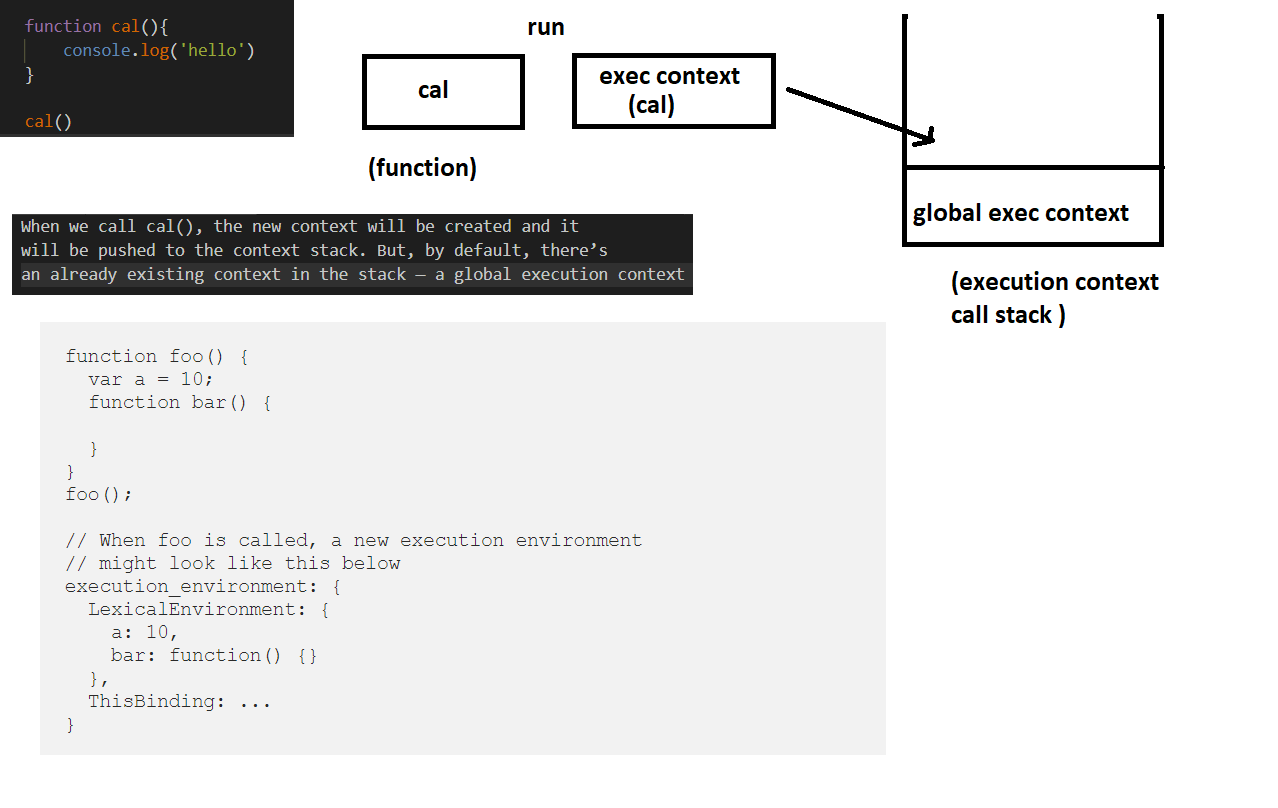 function cal(){
    console.log('hello')
}
cal()
run
cal
(function)
exec context
(cal)
global exec context
(execution context
call stack )
When we call cal(), the new context will be created and it
will be pushed to the context stack. But, by default, there’s
an already existing context in the stack – a global execution context
function foo() {
  var a = 10;
  function bar() {
  }
}
foo();
// When foo is called, a new execution environment
// might look like this below
execution_environment: {
  LexicalEnvironment: {
    a: 10,
    bar: function() {}
  },
  ThisBinding: ...
}